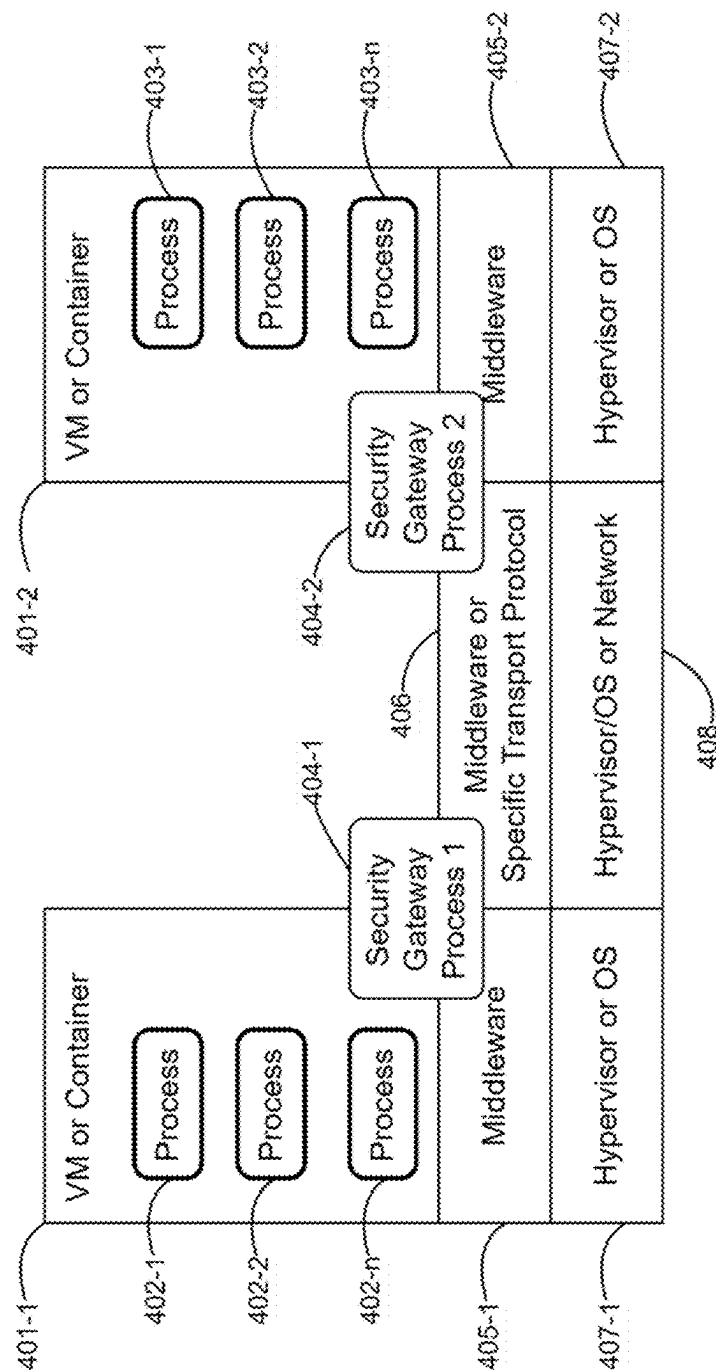 401-1
VM or Container
402-1
Process
402-2
Process
402-n
Process
404-1
Security
Gateway
Process 1
405-1
Middleware
407-1
Hypervisor or OS
406
Middleware or
Specific Transport Protocol
Hypervisor/OS or Network
408
401-2
VM or Container
Process
403-1
Process
403-2
Process
403-n
404-2
Security
Gateway
Process 2
Middleware
405-2
Hypervisor or OS
407-2